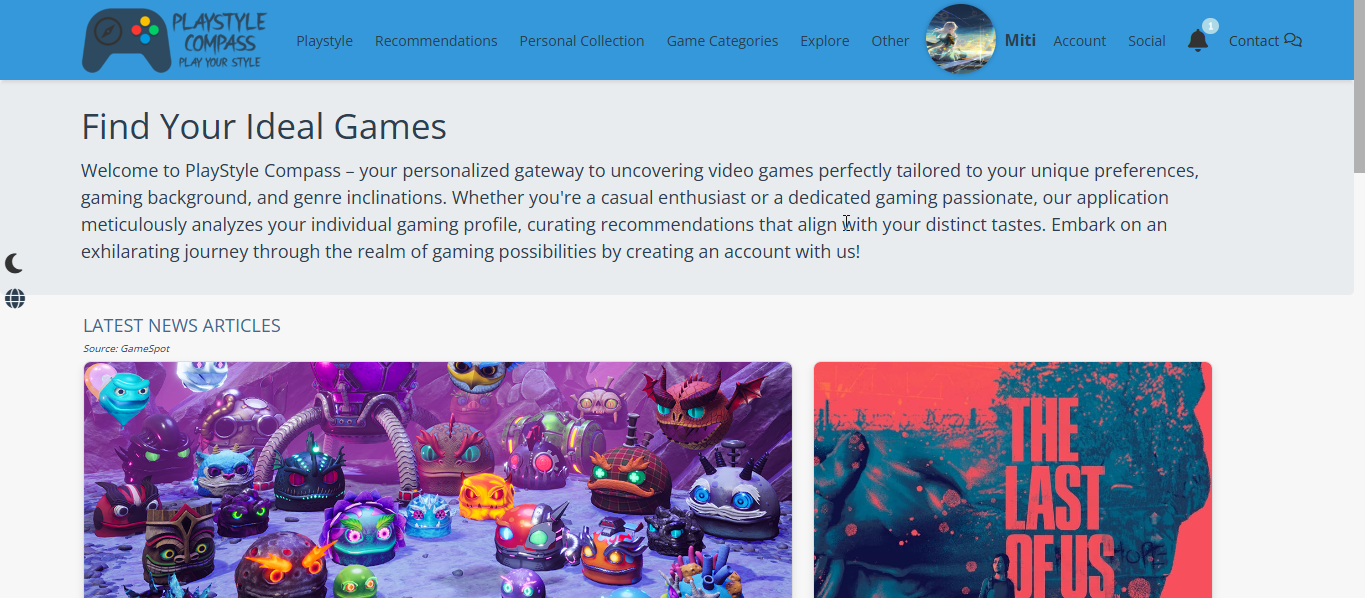 PLAYSTYLE
COMPASS
PLAY YOUR STYLE
Playstyle Recommendations Personal Collection Game Categories Explore Other Miti Account Social 1 Contact
Find Your Ideal Games
Welcome to PlayStyle Compass – your personalized gateway to uncovering video games perfectly tailored to your unique preferences,
gaming background, and genre inclinations. Whether you're a casual enthusiast or a dedicated gaming passionate, our application
meticulously analyzes your individual gaming profile, curating recommendations that align with your distinct tastes. Embark on an
exhilarating journey through the realm of gaming possibilities by creating an account with us!
LATEST NEWS ARTICLES
Source: GameSpot
THE
LAST
OF US